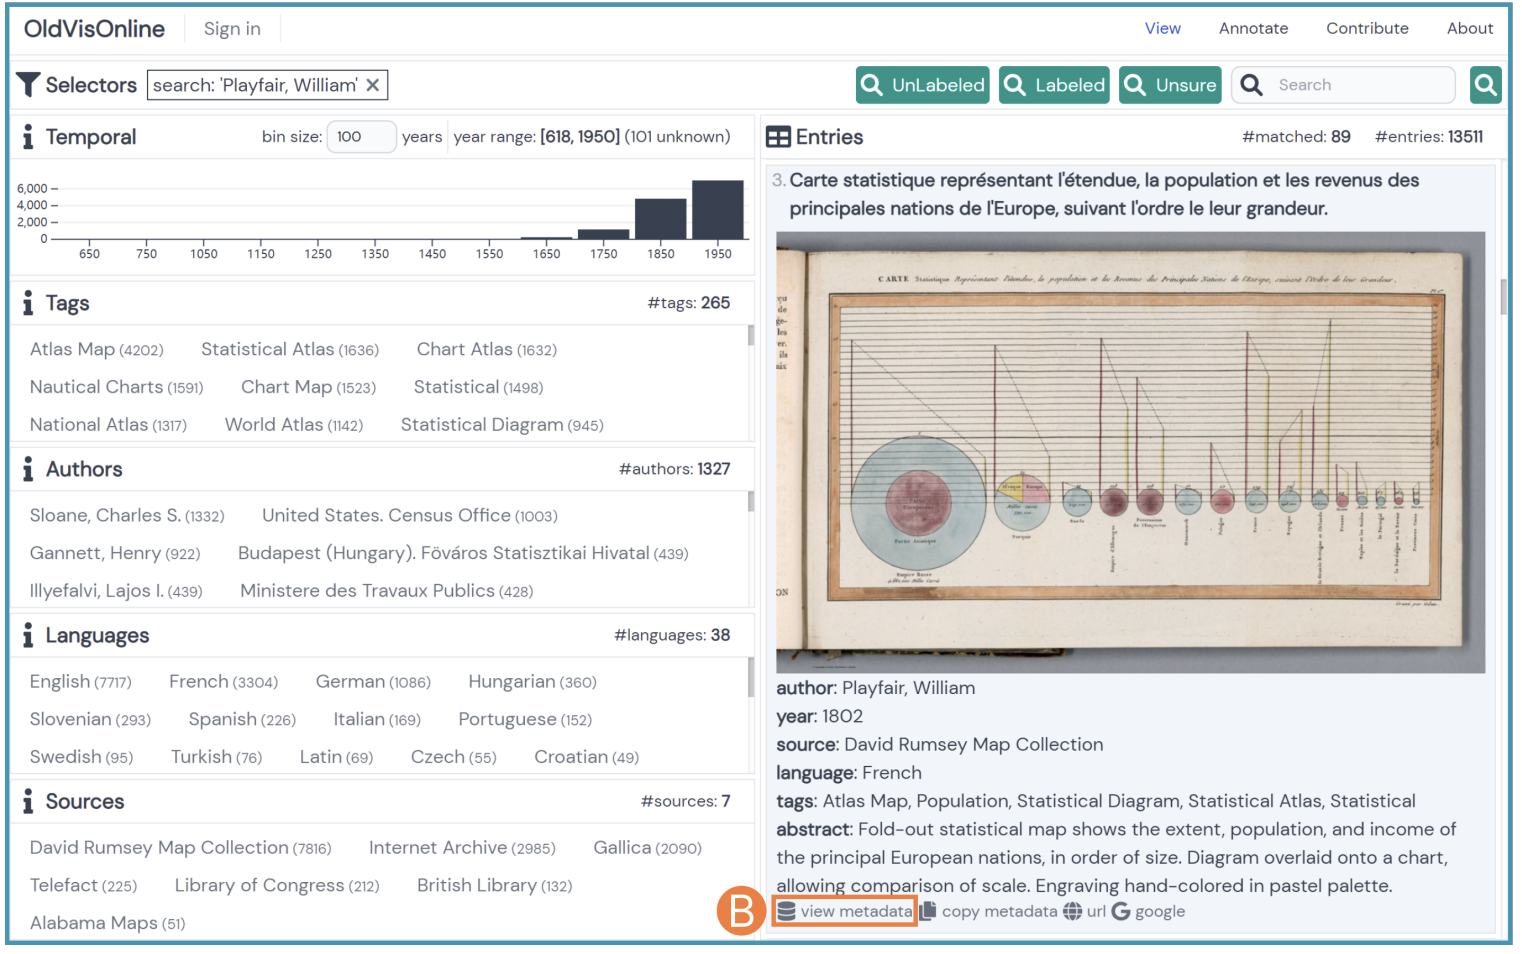 OldVisOnline Sign in View Annotate Contribute About
Selectors search: 'Playfair, William' UnLabeled Labeled Unsure Search
Temporal bin size: 100 years year range: [618, 1950] (101 unknown)
6,000
4,000
2,000
0
650 750 1050 1150 1250 1350 1450 1550 1650 1750 1850 1950
Tags #tags: 265
Atlas Map (4202) Statistical Atlas (1636) Chart Atlas (1632)
Nautical Charts (1591) Chart Map (1523) Statistical (1498)
National Atlas (1317) World Atlas (1142) Statistical Diagram (945)
Authors #authors: 1327
Sloane, Charles S. (1332) United States. Census Office (1003)
Gannett, Henry (922) Budapest (Hungary). Föváros Statisztikai Hivatal (439)
Illyefalvi, Lajos I. (439) Ministere des Travaux Publics (428)
Languages #languages: 38
English (7717) French (3304) German (1086) Hungarian (360)
Slovenian (293) Spanish (226) Italian (169) Portuguese (152)
Swedish (95) Turkish (76) Latin (69) Czech (55) Croatian (49)
Sources #sources: 7
David Rumsey Map Collection (7816) Internet Archive (2985) Gallica (2090)
Telefact (225) Library of Congress (212) British Library (132)
Alabama Maps (51)
Entries #matched: 89 #entries: 13511
3. Carte statistique représentant l'étendue, la population et les revenus des
principales nations de l'Europe, suivant l'ordre le leur grandeur.
CARTE Statistique Représentant l'étendue, la population et les Revenus des Principales Nations de l'Europe, suivant l'Ordre de leur Grandeur.
author: Playfair, William
year: 1802
source: David Rumsey Map Collection
language: French
tags: Atlas Map, Population, Statistical Diagram, Statistical Atlas, Statistical
abstract: Fold-out statistical map shows the extent, population, and income of
the principal European nations, in order of size. Diagram overlaid onto a chart,
allowing comparison of scale. Engraving hand-colored in pastel palette.
B view metadata copy metadata url google